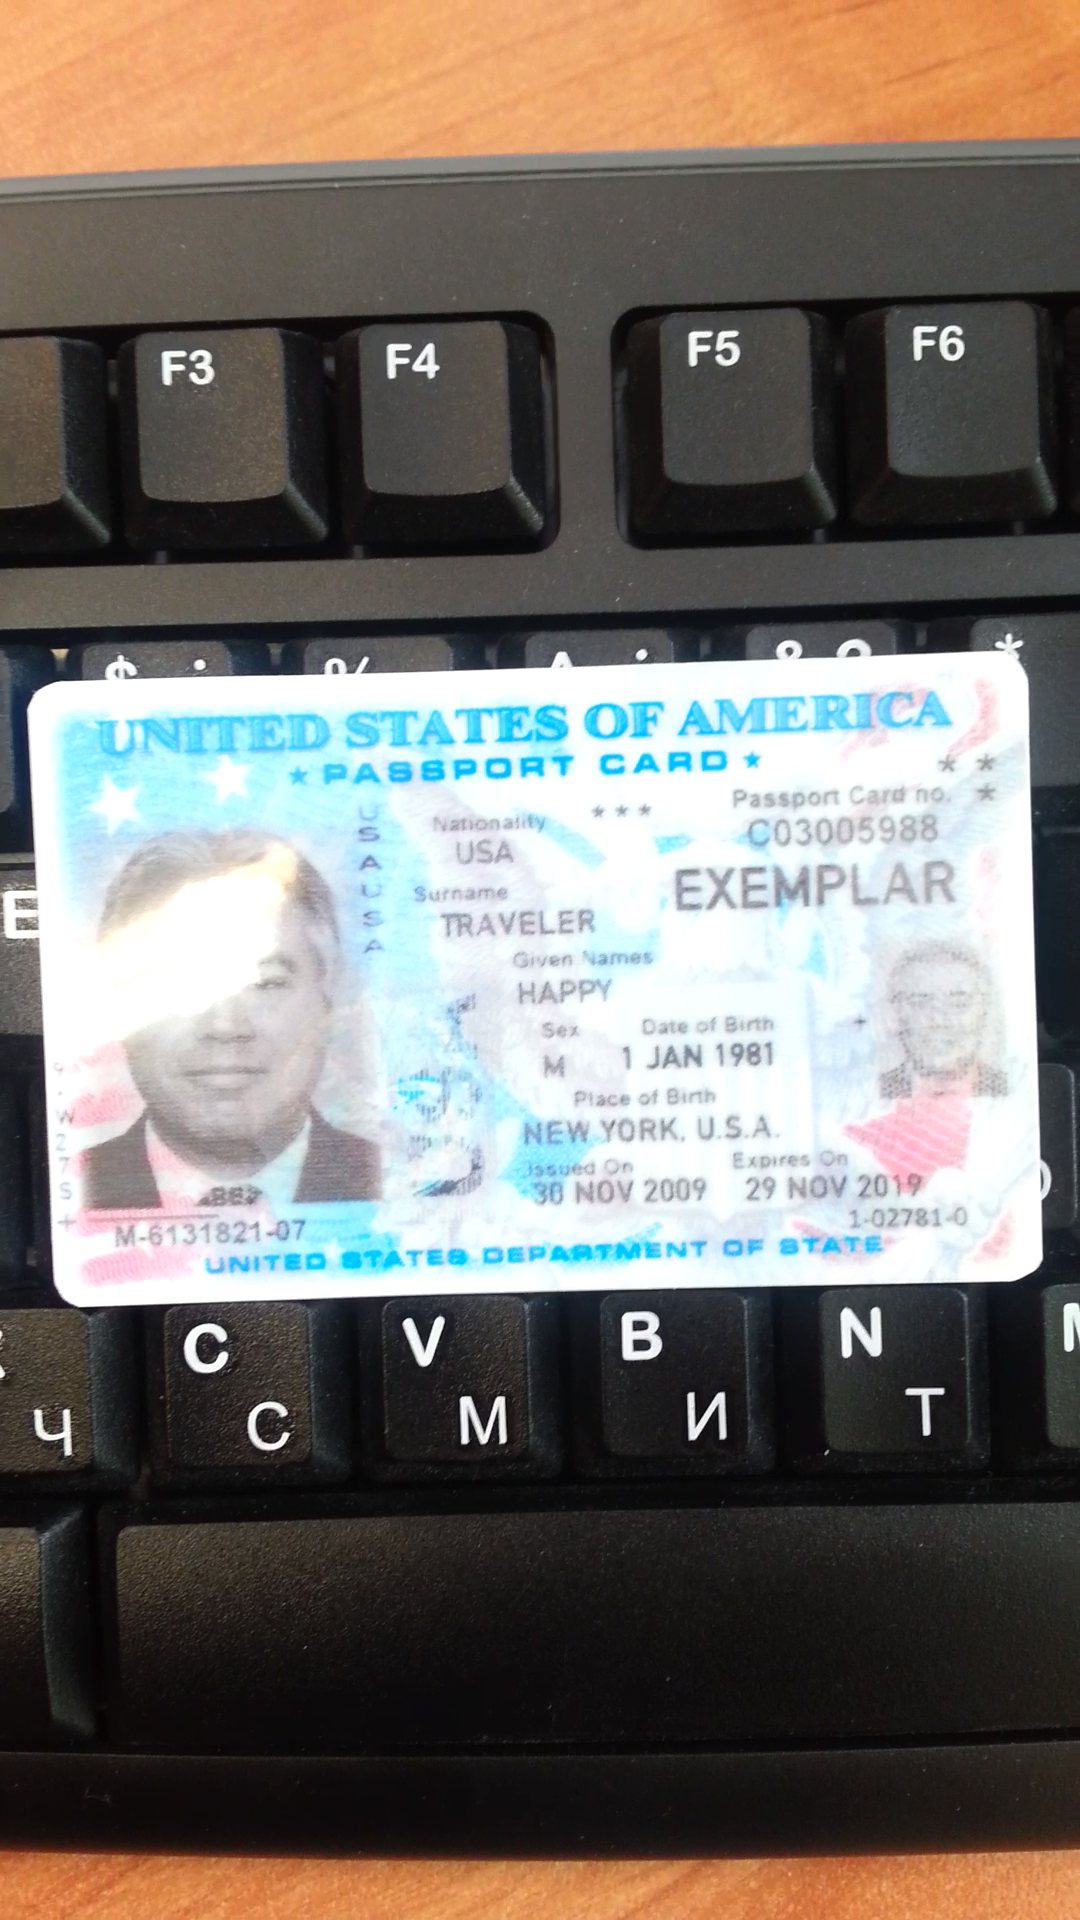 F3 F4 F5 F6
$ % &
*
E
UNITED STATES OF AMERICA
★ PASSPORT CARD ★
* *
*
U
S
A
U
S
A
Nationality
* * *
USA
Passport Card no.
C03005988
EXEMPLAR
Surname
TRAVELER
Given Names
HAPPY
Sex
M
Date of Birth
1 JAN 1981
Place of Birth
NEW YORK, U.S.A.
Issued On
30 NOV 2009
Expires On
29 NOV 2019
1-02781-0
M-6131821-07
UNITED STATES DEPARTMENT OF STATE
C V B N
Ч С М И Т